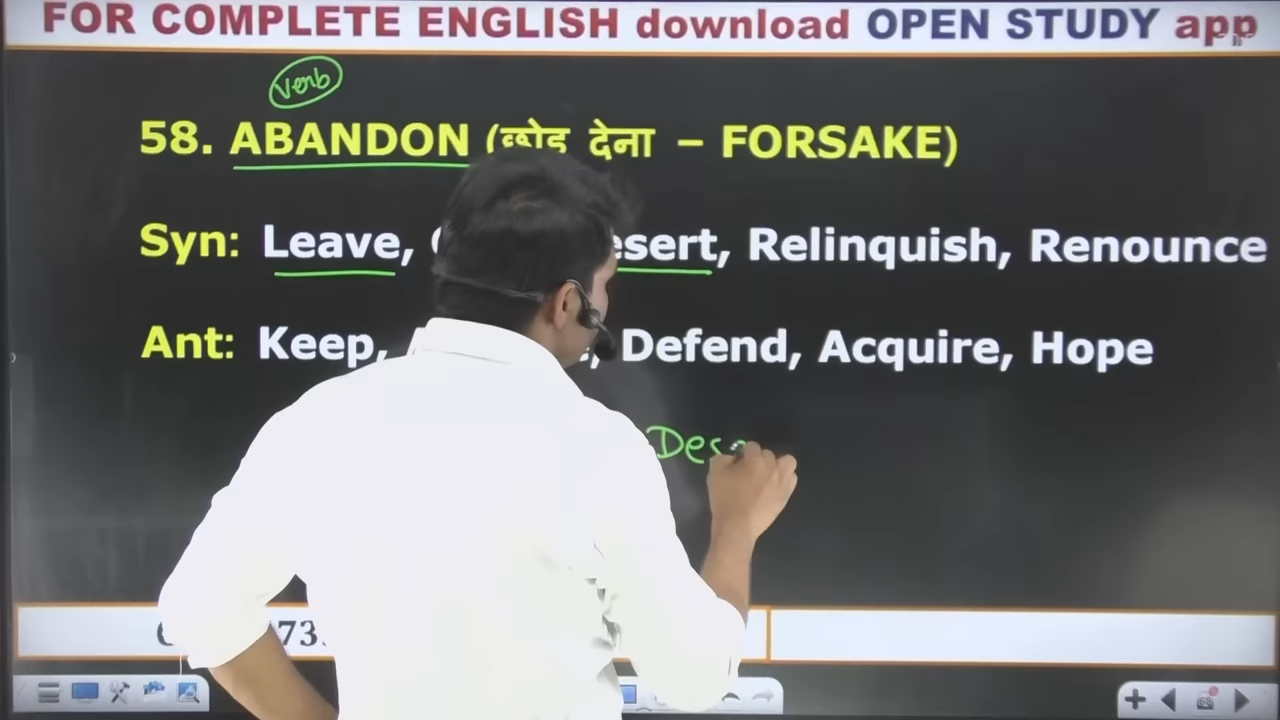 FOR COMPLETE ENGLISH download OPEN STUDY app
verb
58. ABANDON (छोड़ देना – FORSAKE)
Syn: Leave, esert, Relinquish, Renounce
Ant: Keep, Defend, Acquire, Hope
Des